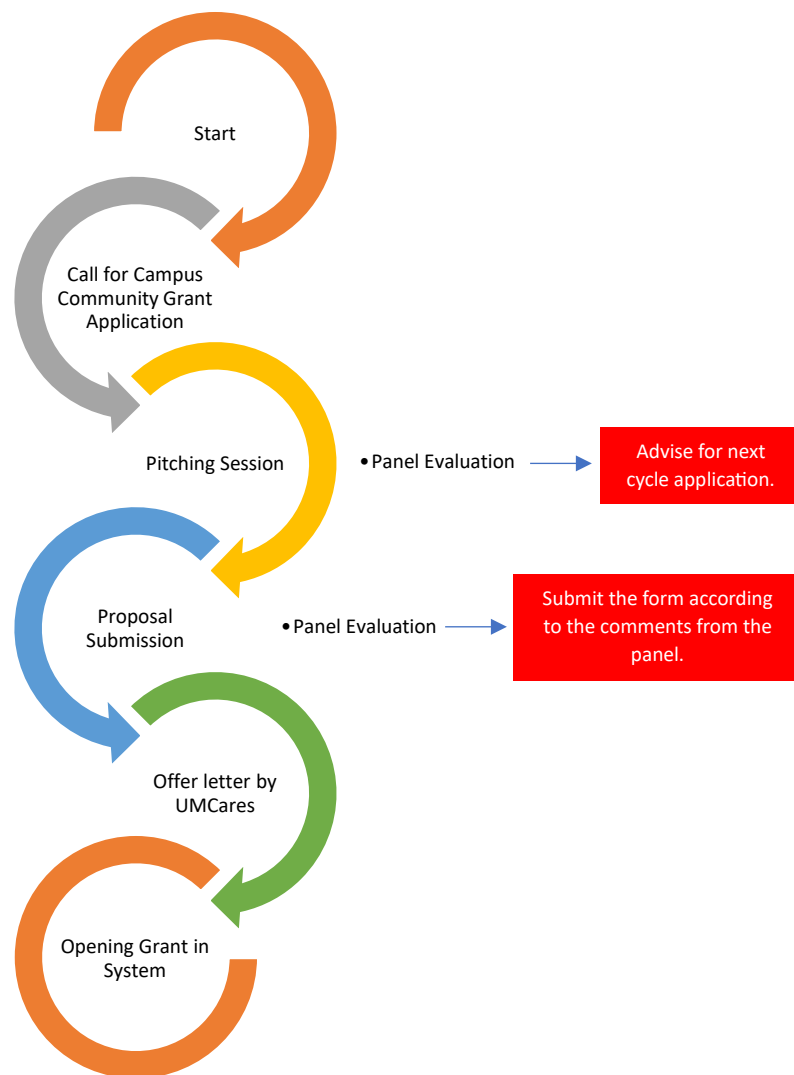 Start
Call for Campus
Community Grant
Application
Pitching Session
•Panel Evaluation
Advise for next
cycle application.
Proposal
Submission
•Panel Evaluation
Submit the form according
to the comments from the
panel.
Offer letter by
UMCares
Opening Grant in
System